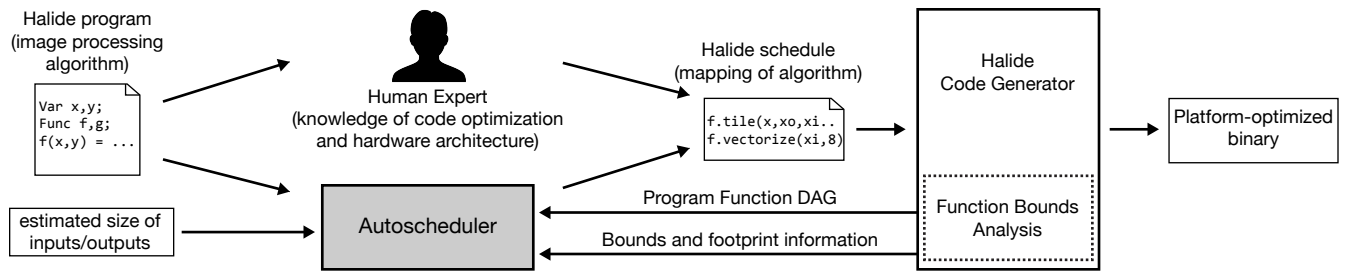 Halide program
(image processing
algorithm)
Var x,y;
Func f,g;
f(x,y) = ...
estimated size of
inputs/outputs
Human Expert
(knowledge of code optimization
and hardware architecture)
Autoscheduler
Halide schedule
(mapping of algorithm)
f.tile(x,xo,xi..
f.vectorize(xi,8)
Program Function DAG
Bounds and footprint information
Halide
Code Generator
Function Bounds
Analysis
Platform-optimized
binary